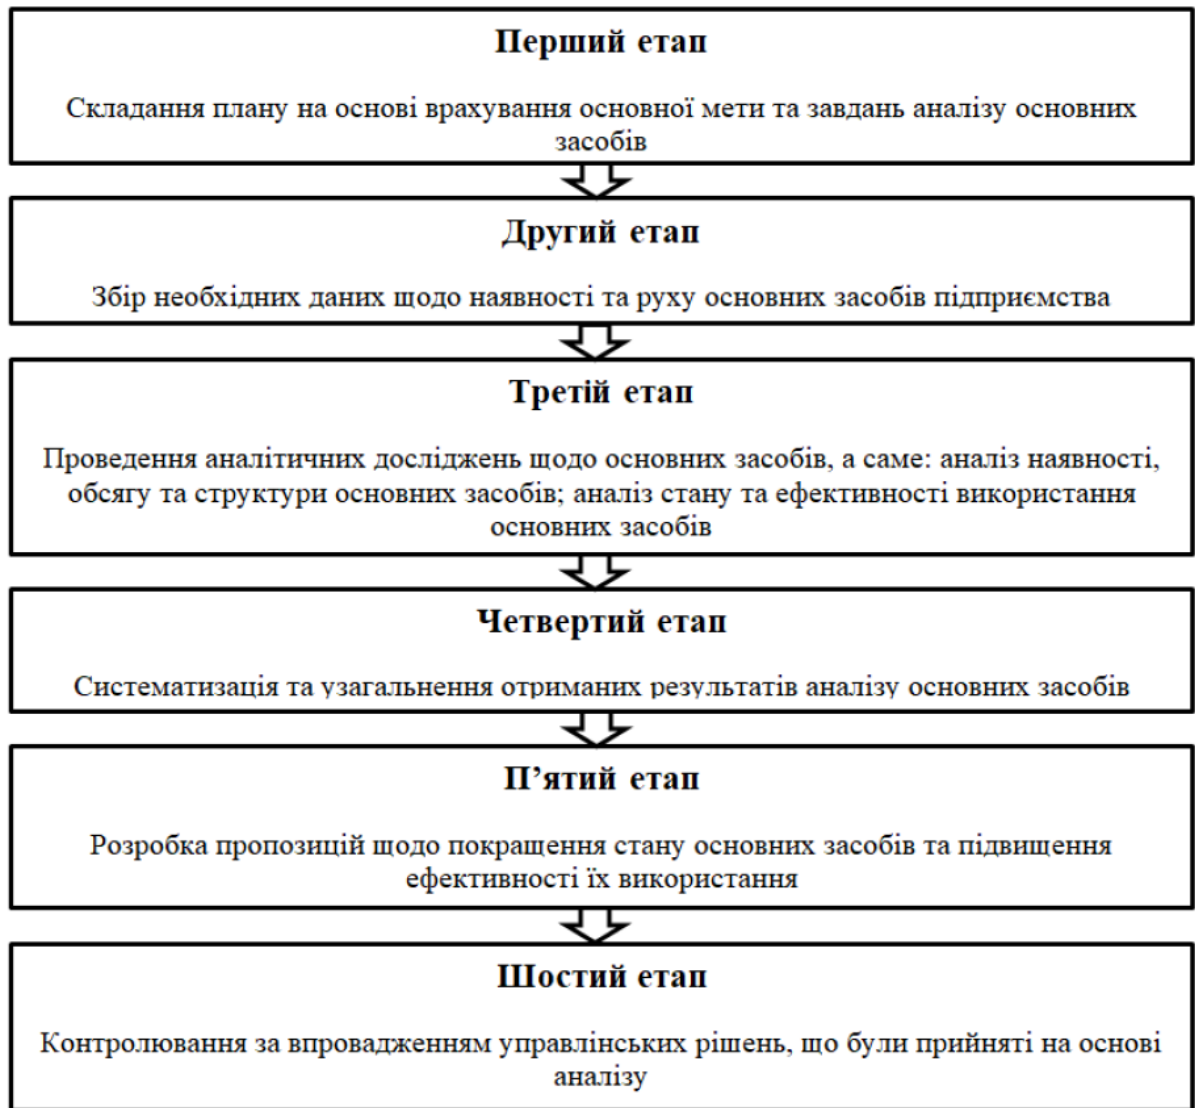 Перший етап
Складання плану на основі врахування основної мети та завдань аналізу основних
засобів
Другий етап
Збір необхідних даних щодо наявності та руху основних засобів підприємства
Третій етап
Проведення аналітичних досліджень щодо основних засобів, а саме: аналіз наявності,
обсягу та структури основних засобів; аналіз стану та ефективності використання
основних засобів
Четвертий етап
Систематизація та узагальнення отриманих результатів аналізу основних засобів
П’ятий етап
Розробка пропозицій щодо покращення стану основних засобів та підвищення
ефективності їх використання
Шостий етап
Контролювання за впровадженням управлінських рішень, що були прийняті на основі
аналізу